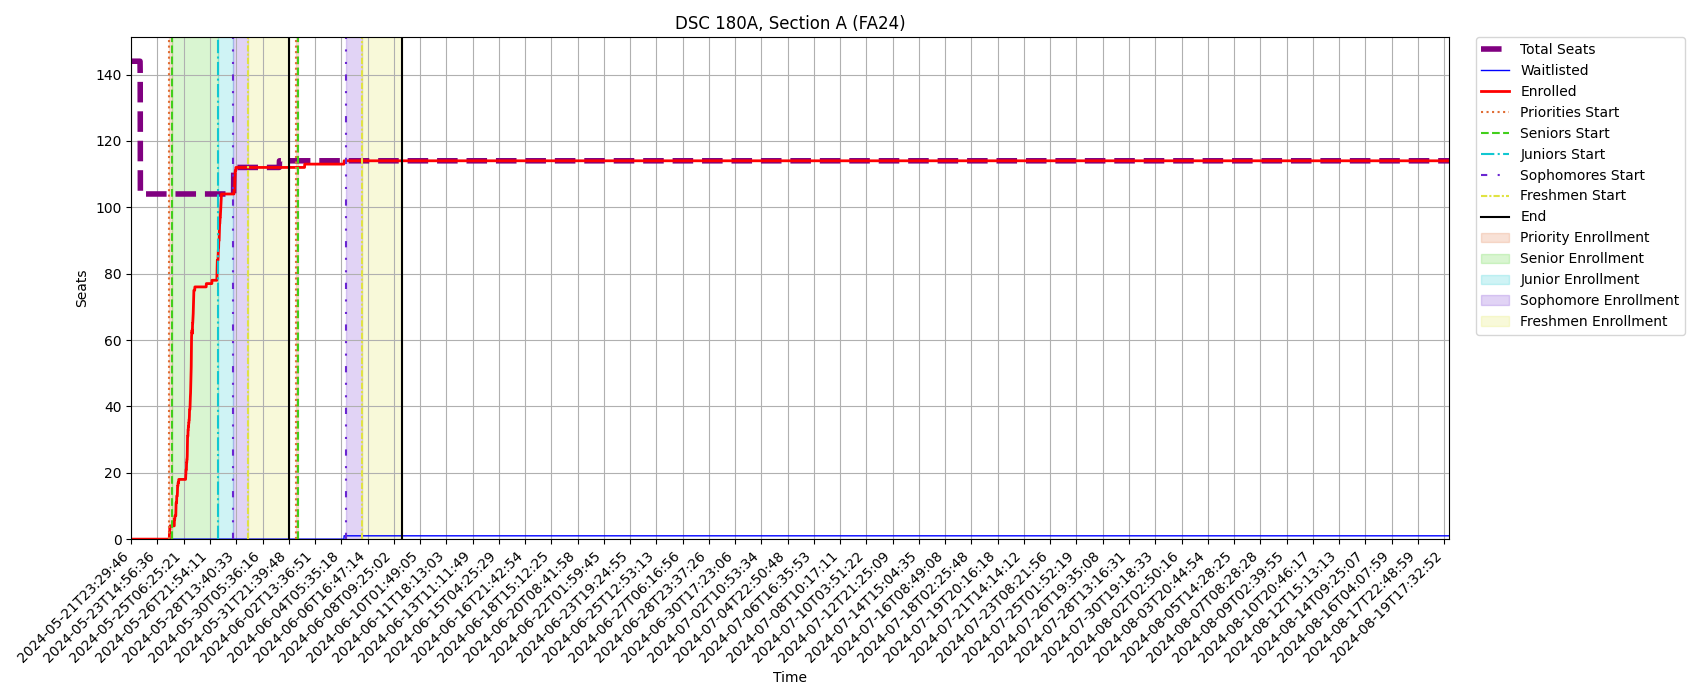 DSC 180A, Section A (FA24)
Total Seats
Waitlisted
Enrolled
Priorities Start
Seniors Start
Juniors Start
Sophomores Start
Freshmen Start
End
Priority Enrollment
Senior Enrollment
Junior Enrollment
Sophomore Enrollment
Freshmen Enrollment
Seats
140
120
100
80
60
40
20
0
2024-05-21T23:29:46
2024-05-23T14:56:36
2024-05-25T06:25:21
2024-05-26T21:54:11
2024-05-28T13:40:33
2024-05-30T05:36:16
2024-05-31T21:39:48
2024-06-02T13:36:51
2024-06-04T05:35:18
2024-06-06T16:47:14
2024-06-08T09:25:02
2024-06-10T01:49:05
2024-06-11T18:13:03
2024-06-13T11:11:49
2024-06-15T04:25:29
2024-06-16T21:42:54
2024-06-18T15:12:25
2024-06-20T08:41:58
2024-06-22T01:59:45
2024-06-23T19:24:55
2024-06-25T12:53:13
2024-06-27T06:16:56
2024-06-28T23:37:26
2024-06-30T17:23:06
2024-07-02T10:53:34
2024-07-04T22:50:48
2024-07-06T16:35:53
2024-07-08T10:17:11
2024-07-10T03:51:22
2024-07-12T21:25:09
2024-07-14T15:04:35
2024-07-16T08:49:08
2024-07-18T02:25:48
2024-07-19T20:16:18
2024-07-21T14:14:12
2024-07-23T08:21:56
2024-07-25T01:52:19
2024-07-26T19:35:08
2024-07-28T13:16:31
2024-07-30T19:18:33
2024-08-02T02:50:16
2024-08-03T20:44:54
2024-08-05T14:28:25
2024-08-07T08:28:28
2024-08-09T02:39:55
2024-08-10T20:46:17
2024-08-12T15:13:13
2024-08-14T09:25:07
2024-08-16T04:07:59
2024-08-17T22:48:59
2024-08-19T17:32:52
Time